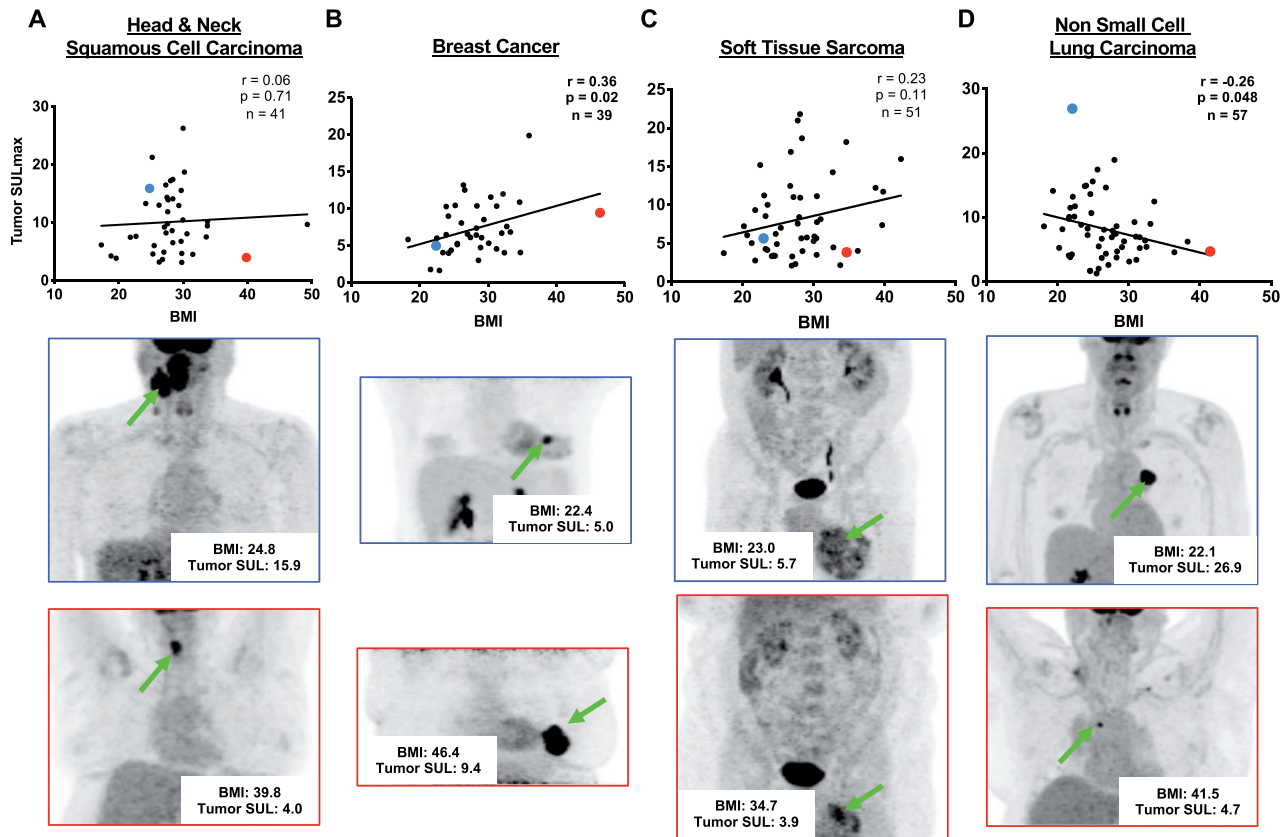 A
Head & Neck
Squamous Cell Carcinoma
r = 0.06
p = 0.71
n = 41
Tumor SULmax
30
20
10
0
10
20
30
40
50
BMI
BMI: 24.8
Tumor SUL: 15.9
BMI: 39.8
Tumor SUL: 4.0
B
Breast Cancer
r = 0.36
p = 0.02
n = 39
25
20
15
10
5
0
10
20
30
40
50
BMI
BMI: 22.4
Tumor SUL: 5.0
BMI: 46.4
Tumor SUL: 9.4
C
Soft Tissue Sarcoma
r = 0.23
p = 0.11
n = 51
25
20
15
10
5
0
10
20
30
40
50
BMI
BMI: 23.0
Tumor SUL: 5.7
BMI: 34.7
Tumor SUL: 3.9
D
Non Small Cell
Lung Carcinoma
r = -0.26
p = 0.048
n = 57
30
20
10
0
10
20
30
40
50
BMI
BMI: 22.1
Tumor SUL: 26.9
BMI: 41.5
Tumor SUL: 4.7